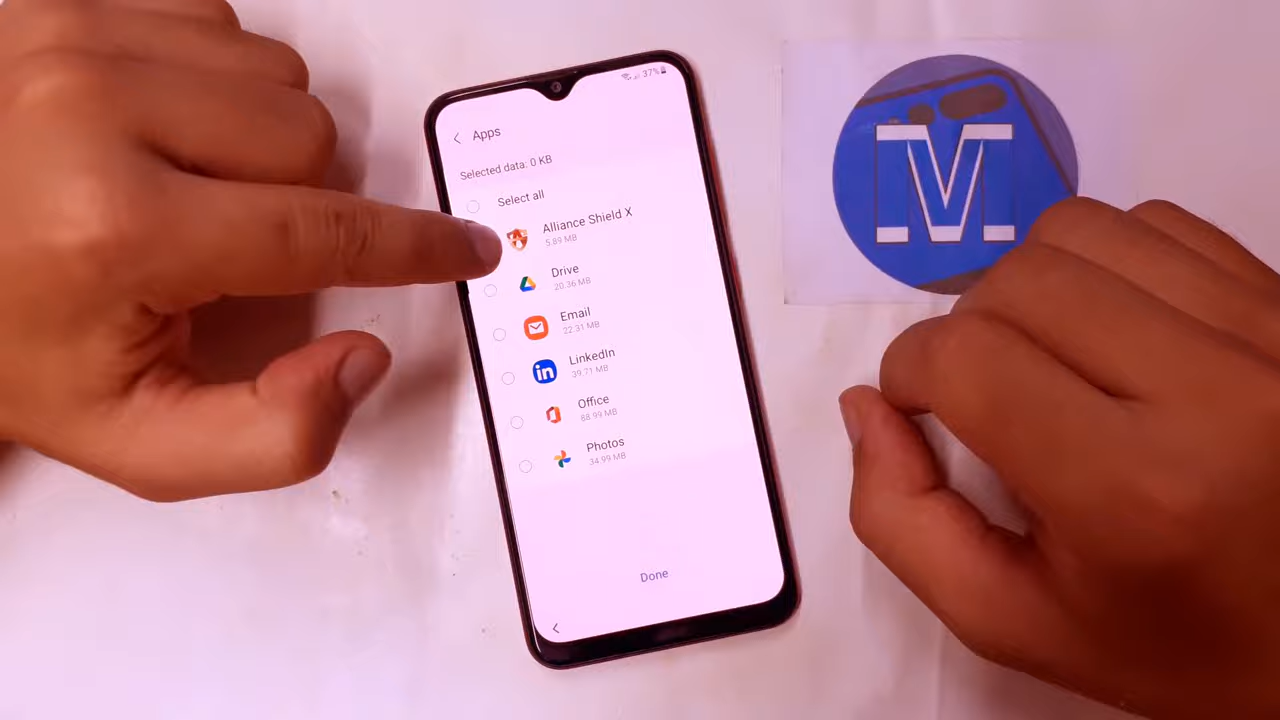 37%
Apps
Selected data: 0 KB
Select all
Alliance Shield X
5.89 MB
Drive
20.36 MB
Email
22.31 MB
LinkedIn
39.71 MB
Office
88.99 MB
Photos
34.99 MB
Done
M